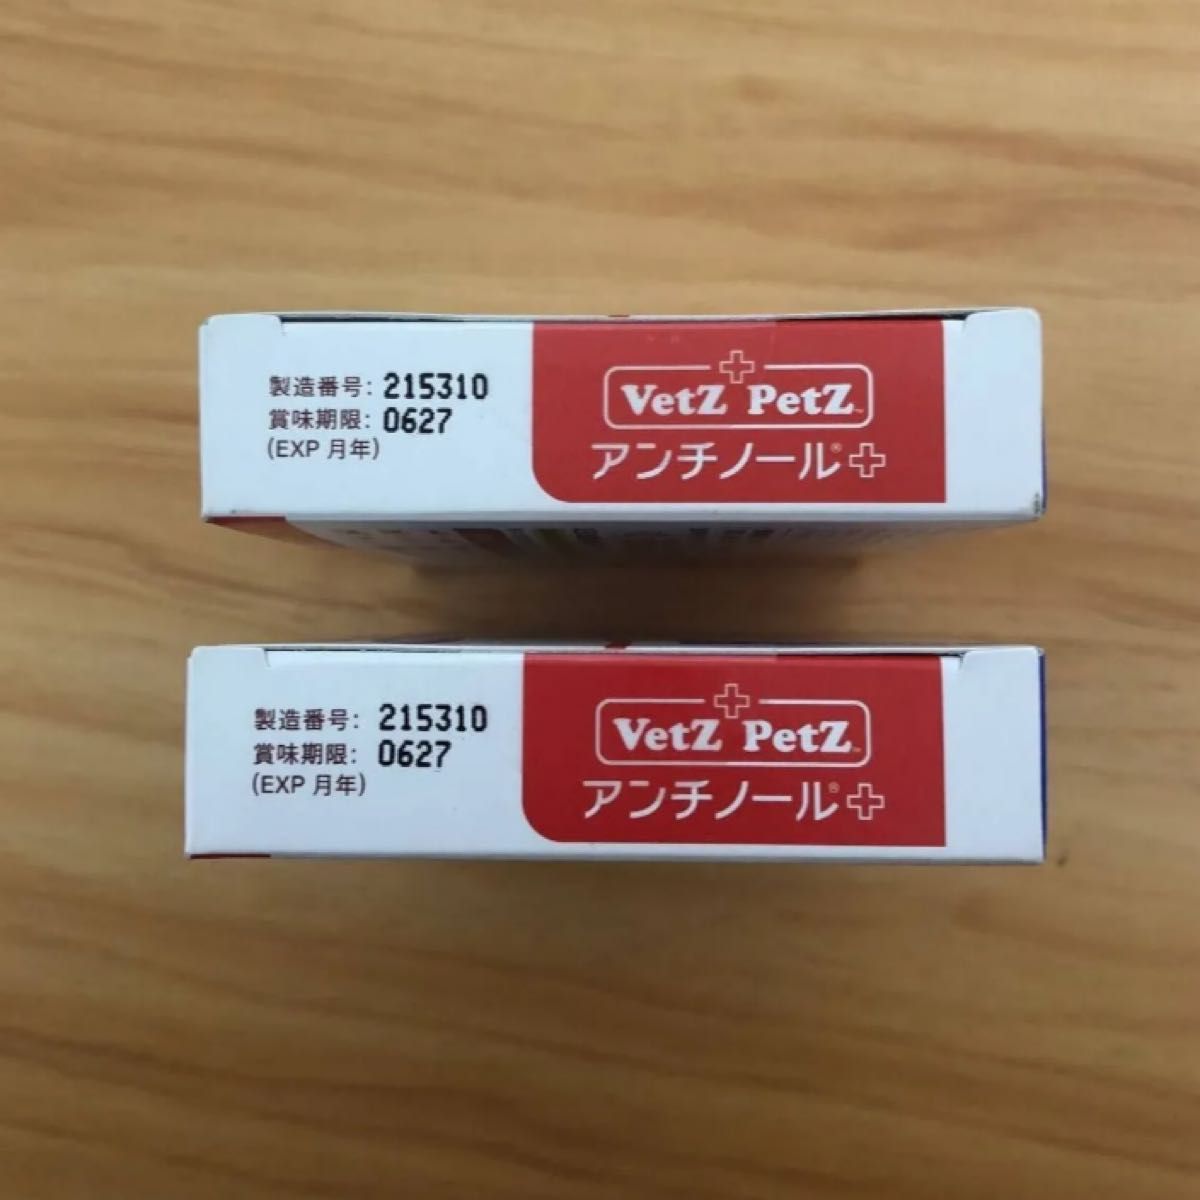 製造番号: 215310
賞味期限: 0627
(EXP 月年)
VetZ PetZ™
アンチノール®+
製造番号: 215310
賞味期限: 0627
(EXP 月年)
VetZ PetZ™
アンチノール®+